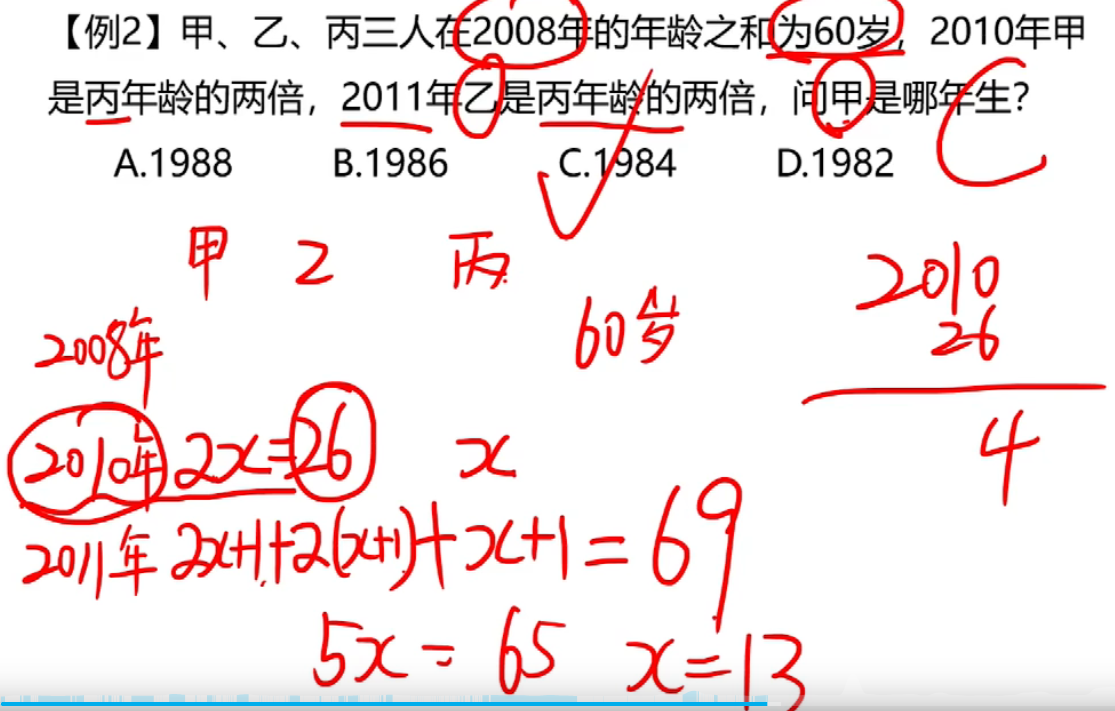 【例2】甲、乙、丙三人在2008年的年龄之和为60岁，2010年甲
是丙年龄的两倍，2011年乙是丙年龄的两倍，问甲是哪年生？
A.1988 B.1986 C.1984 D.1982
C
甲 乙 丙
2010
26
4
2008年 60岁
2010年 2x=26 x
2011年 2x+1+2(x+1)+x+1=69
5x=65 x=13